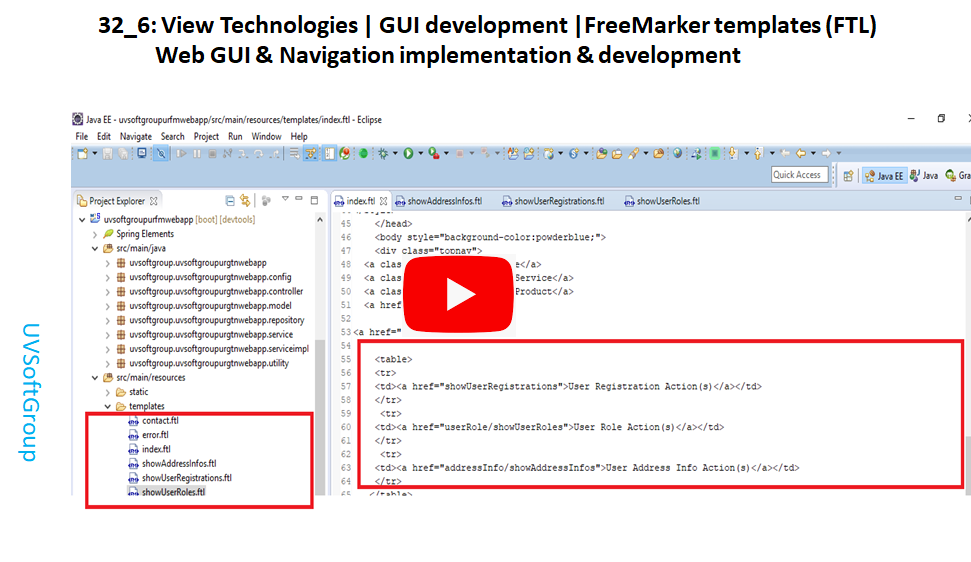 32_6: View Technologies | GUI development |FreeMarker templates (FTL)
Web GUI & Navigation implementation & development
Java EE - uvsoftgroupurfmwebapp/src/main/resources/templates/index.ftl - Eclipse
File Edit Navigate Search Project Run Window Help
Quick Access
Java EE Java Gra
Project Explorer
index.ftl showAddressInfos.ftl showUserRegistrations.ftl showUserRoles.ftl
uvsoftgroupurfmwebapp [boot] [devtools]
Spring Elements
src/main/java
uvsoftgroup.uvsoftgroupurgtnwebapp
uvsoftgroup.uvsoftgroupurgtnwebapp.config
uvsoftgroup.uvsoftgroupurgtnwebapp.controller
uvsoftgroup.uvsoftgroupurgtnwebapp.model
uvsoftgroup.uvsoftgroupurgtnwebapp.repository
uvsoftgroup.uvsoftgroupurgtnwebapp.service
uvsoftgroup.uvsoftgroupurgtnwebapp.serviceimpl
uvsoftgroup.uvsoftgroupurgtnwebapp.utility
src/main/resources
static
templates
contact.ftl
error.ftl
index.ftl
showAddressInfos.ftl
showUserRegistrations.ftl
showUserRoles.ftl
45 </head>
46 <body style="background-color:powderblue;">
47 <div class="topnav">
48 <a clas e</a>
49 <a clas Service</a>
50 <a clas Product</a>
51 <a href
52
53 <a href="
54
55 <table>
56 <tr>
57 <td><a href="showUserRegistrations">User Registration Action(s)</a></td>
58 </tr>
59 <tr>
60 <td><a href="userRole/showUserRoles">User Role Action(s)</a></td>
61 </tr>
62 <tr>
63 <td><a href="addressInfo/showAddressInfos">User Address Info Action(s)</a></td>
64 </tr>
65 </table>
UVSoftGroup